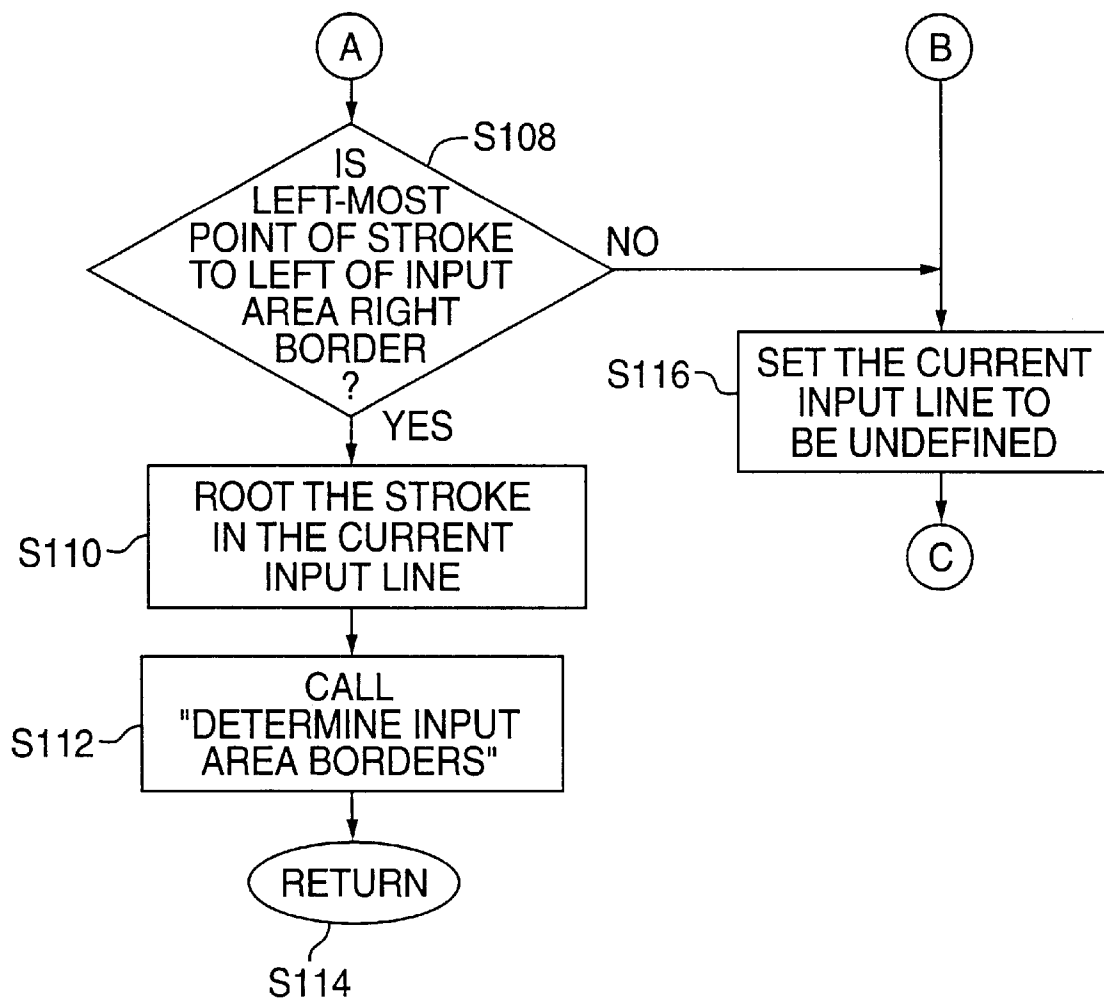 A
B
S108
IS
LEFT-MOST
POINT OF STROKE
TO LEFT OF INPUT
AREA RIGHT
BORDER
?
NO
YES
S116
SET THE CURRENT
INPUT LINE TO
BE UNDEFINED
C
S110
ROOT THE STROKE
IN THE CURRENT
INPUT LINE
S112
CALL
"DETERMINE INPUT
AREA BORDERS"
RETURN
S114